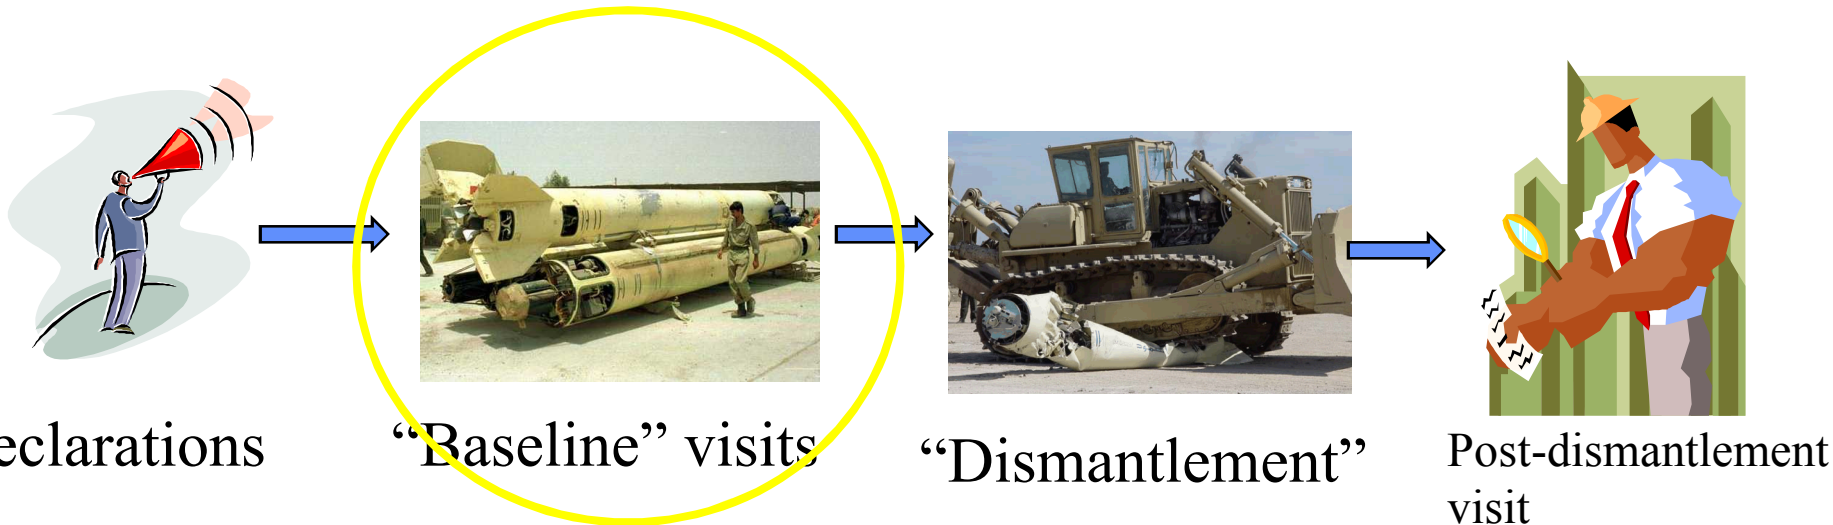 eclarations
“Baseline” visits
“Dismantlement”
Post-dismantlement
visit